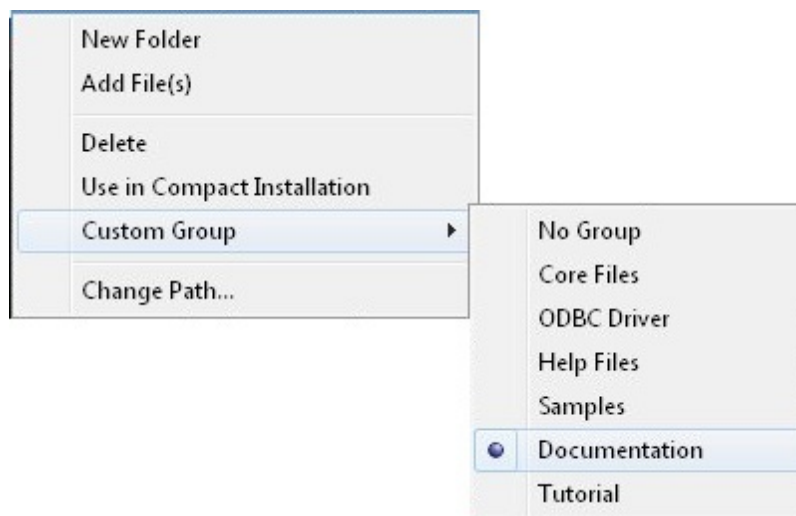 New Folder
Add File(s)
Delete
Use in Compact Installation
Custom Group
Change Path...
No Group
Core Files
ODBC Driver
Help Files
Samples
Documentation
Tutorial